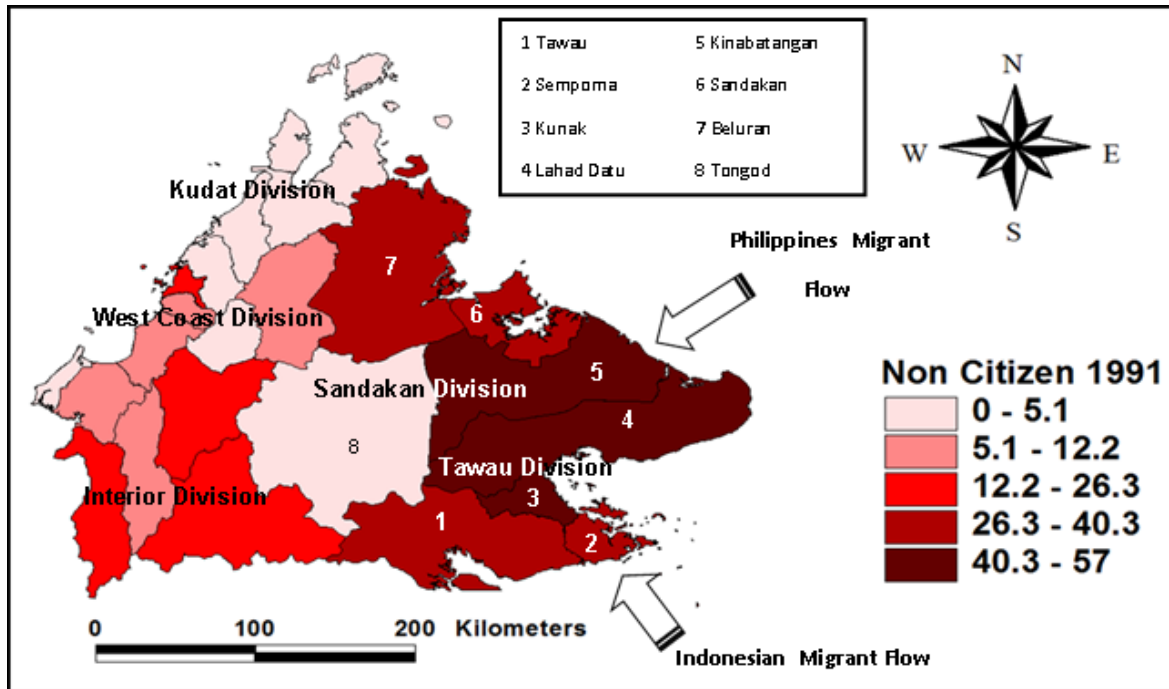 1 Tawau
5 Kinabatangan
2 Semporna
6 Sandakan
3 Kunak
7 Beluran
4 Lahad Datu
8 Tongod
N
W
E
S
Kudat Division
Philippines Migrant
Flow
7
West Coast Division
6
Sandakan Division
5
4
8
Tawau Division
Interior Division
3
1
2
Non Citizen 1991
0 - 5.1
5.1 - 12.2
12.2 - 26.3
26.3 - 40.3
40.3 - 57
0 100 200 Kilometers
Indonesian Migrant Flow